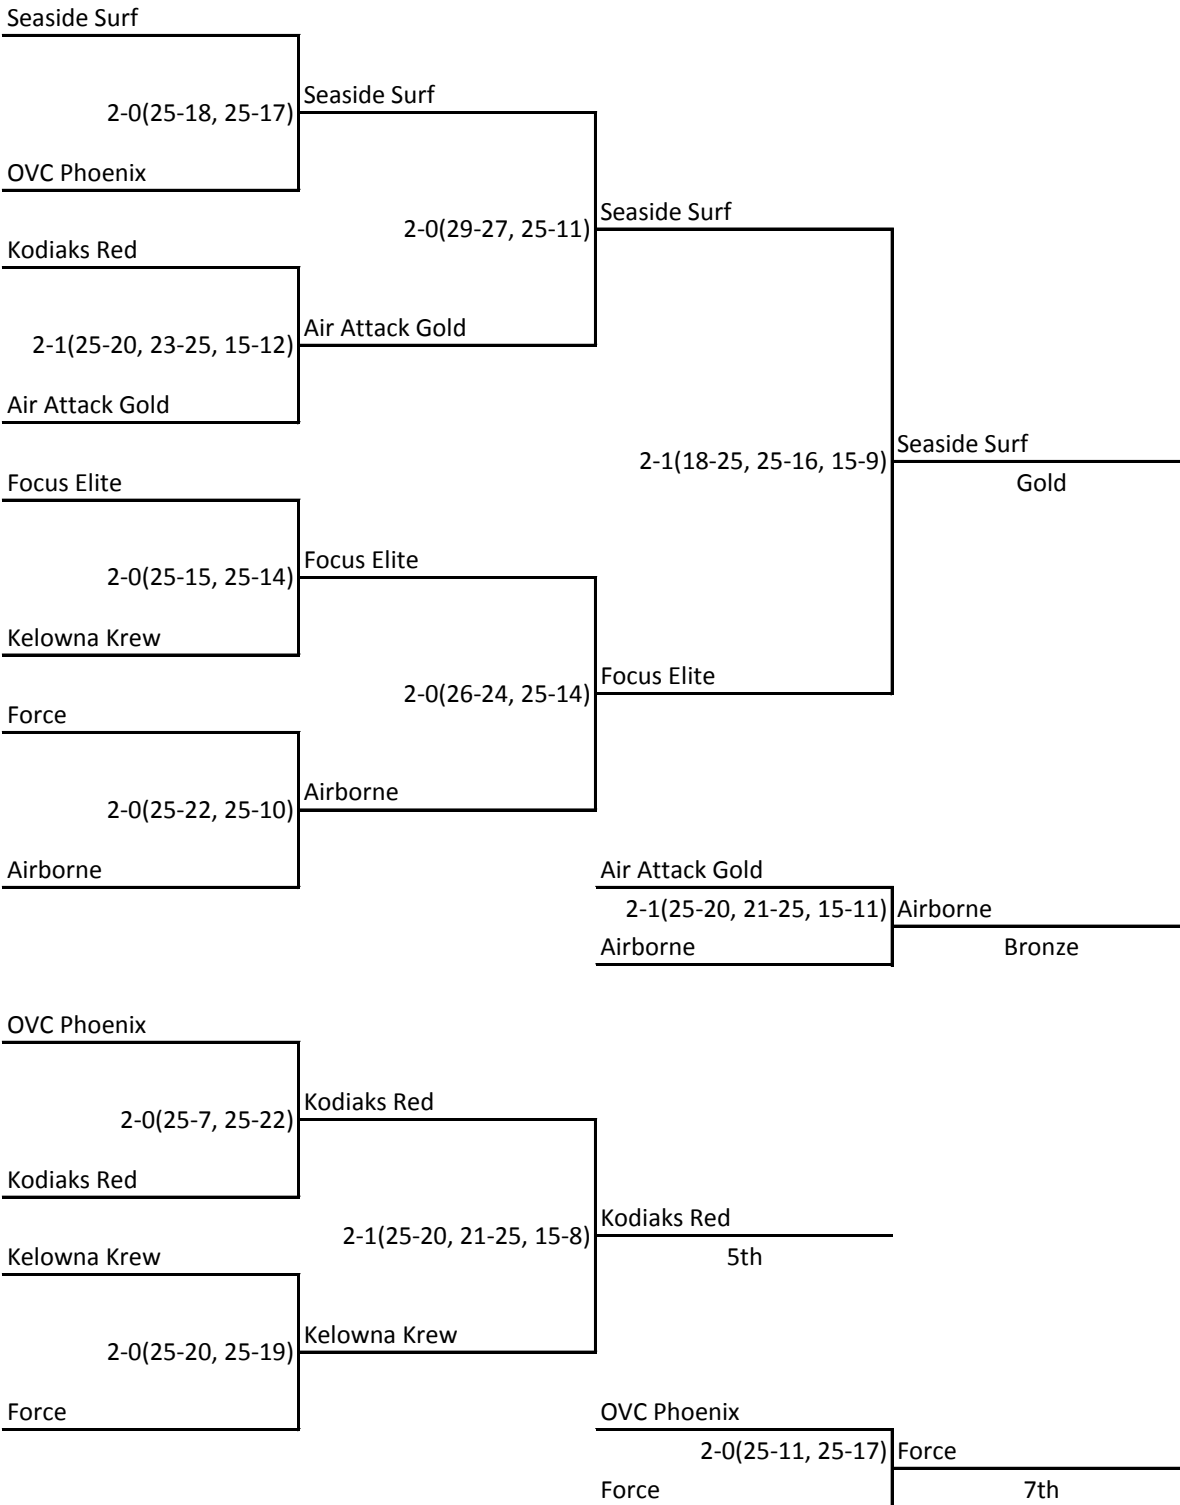 Seaside Surf
Seaside Surf
2-0(25-18, 25-17)
OVC Phoenix
Seaside Surf
2-0(29-27, 25-11)
Kodiaks Red
Air Attack Gold
2-1(25-20, 23-25, 15-12)
Air Attack Gold
Seaside Surf
2-1(18-25, 25-16, 15-9)
Focus Elite
Gold
Focus Elite
2-0(25-15, 25-14)
Kelowna Krew
Focus Elite
2-0(26-24, 25-14)
Force
Airborne
2-0(25-22, 25-10)
Airborne
Air Attack Gold
2-1(25-20, 21-25, 15-11)
Airborne
Airborne
Bronze
OVC Phoenix
Kodiaks Red
2-0(25-7, 25-22)
Kodiaks Red
Kodiaks Red
2-1(25-20, 21-25, 15-8)
Kelowna Krew
5th
Kelowna Krew
2-0(25-20, 25-19)
Force
OVC Phoenix
2-0(25-11, 25-17)
Force
Force
7th